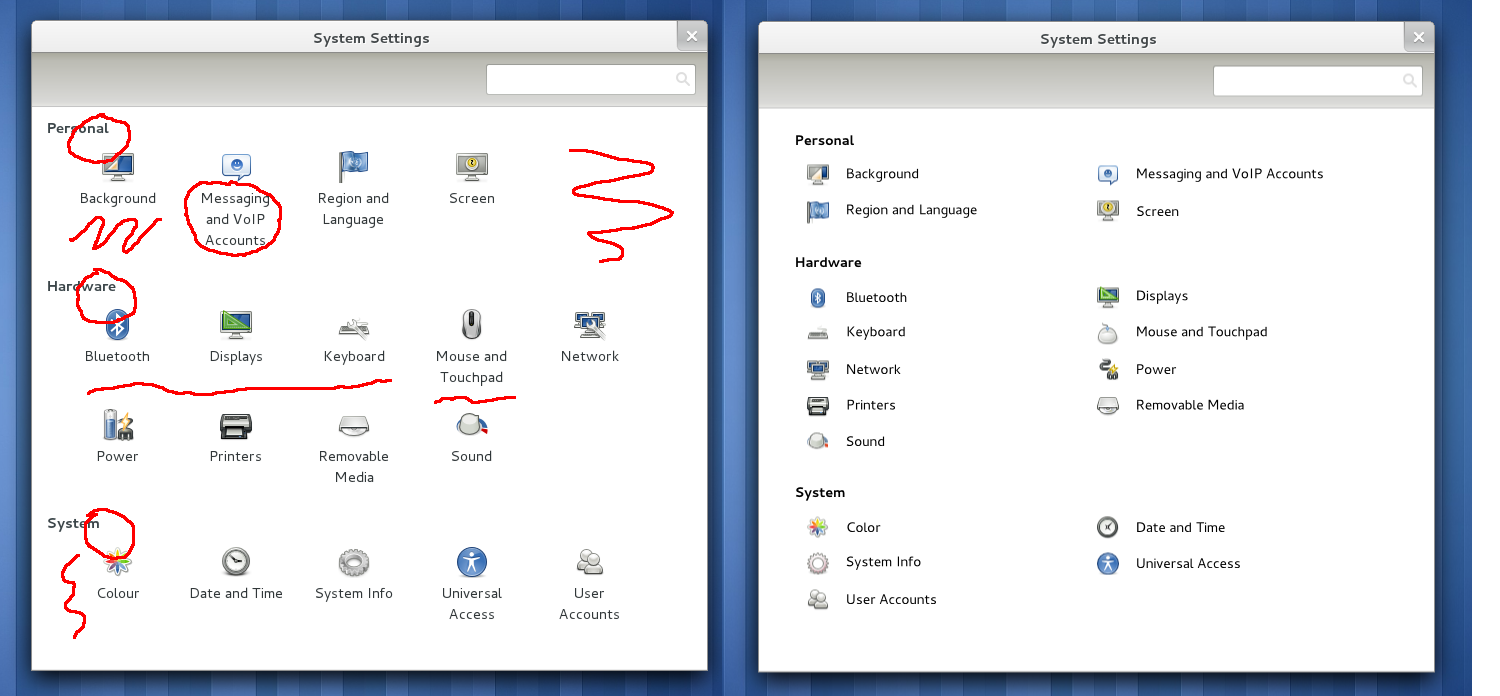 System Settings
Personal
Background
Messaging
and VoIP
Accounts
Region and
Language
Screen
Hardware
Bluetooth
Displays
Keyboard
Mouse and
Touchpad
Network
Power
Printers
Removable
Media
Sound
System
Colour
Date and Time
System Info
Universal
Access
User
Accounts
System Settings
Personal
Background
Messaging and VoIP Accounts
Region and Language
Screen
Hardware
Bluetooth
Displays
Keyboard
Mouse and Touchpad
Network
Power
Printers
Removable Media
Sound
System
Color
Date and Time
System Info
Universal Access
User Accounts